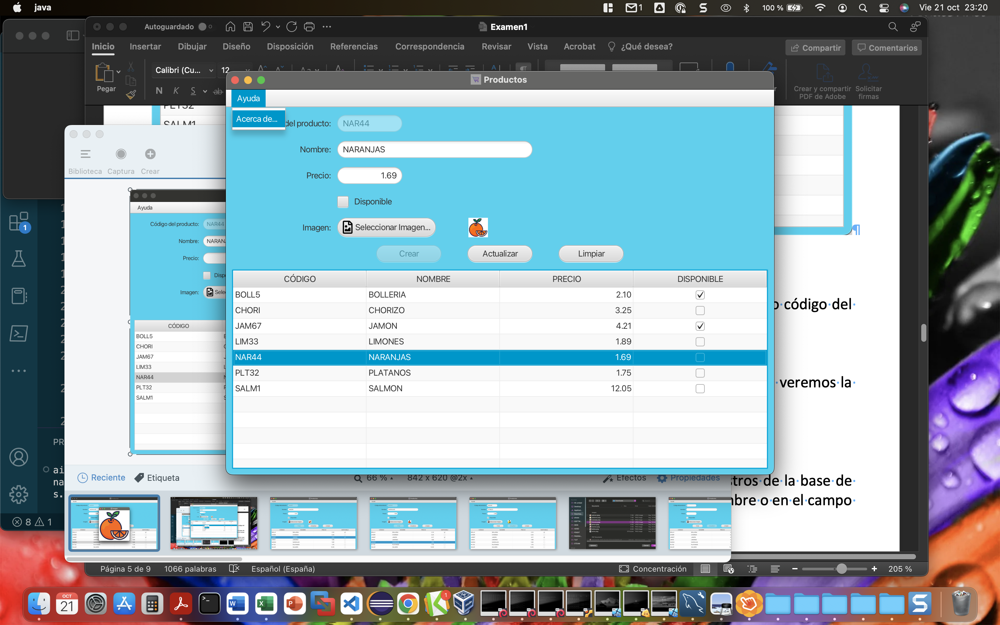 java
1
100 %
Vie 21 oct 23:20
Autoguardado
Examen1
Inicio
Insertar
Dibujar
Diseño
Disposición
Referencias
Correspondencia
Revisar
Vista
Acrobat
¿Qué desea?
Compartir
Comentarios
Pegar
Calibri (Cu...
12
N K S ab
Crear y compartir
PDF de Adobe
Solicitar
firmas
Productos
Ayuda
Acerca de...
del producto:
NAR44
Nombre:
NARANJAS
Precio:
1.69
Disponible
Imagen:
Seleccionar Imagen...
Crear
Actualizar
Limpiar
CÓDIGO NOMBRE PRECIO DISPONIBLE
BOLL5 BOLLERIA 2.10
CHORI CHORIZO 3.25
JAM67 JAMON 4.21
LIM33 LIMONES 1.89
NAR44 NARANJAS 1.69
PLT32 PLATANOS 1.75
SALM1 SALMON 12.05
PLT32
SALM1
Biblioteca Captura Crear
Ayuda
Código del producto: NAR44
Nombre: NARAN
Precio:
Imagen:
CÓDIGO
BOLL5
CHORI
JAM67
LIM33
NAR44
PLT32
SALM1
código·del·
·veremos·la·
stros·de·la·base·de
mbre·o·en·el·campo·
1
PR
ai
na
s.
8 1
Reciente
Etiqueta
66 %
842 x 620 @2x
Efectos
Propiedades
Página 5 de 9
1066 palabras
Español (España)
Concentración
205 %
OCT
21
1